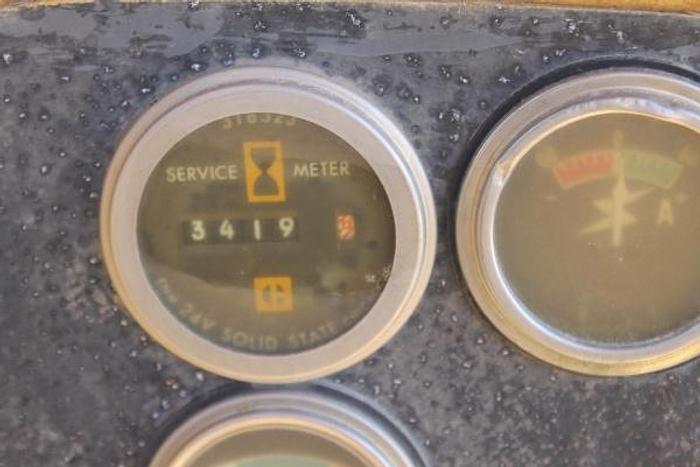 SERVICE METER
3419
24V SOLID STATE
A